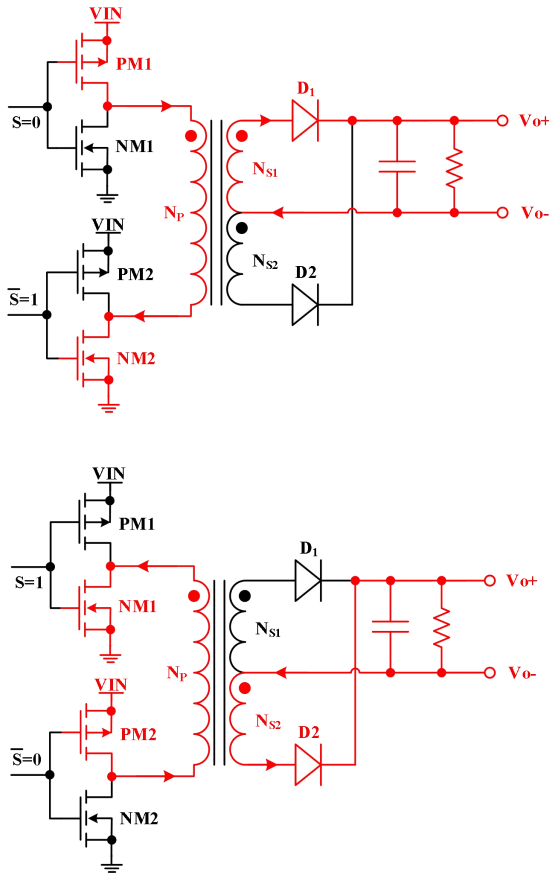 VIN
PM1
S=0
NM1
D1
Vo+
NS1
NP
Vo-
VIN
NS2
PM2
S̅=1
D2
NM2
VIN
PM1
S=1
NM1
D1
Vo+
NS1
NP
Vo-
VIN
NS2
PM2
S̅=0
D2
NM2